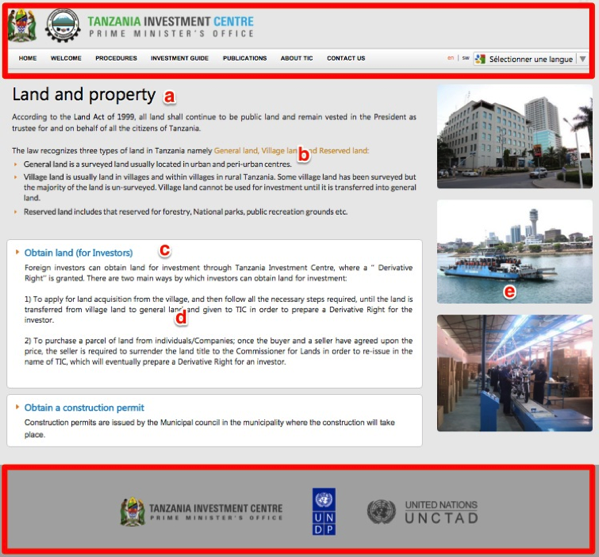 TANZANIA INVESTMENT CENTRE
PRIME MINISTER'S OFFICE
HOME WELCOME PROCEDURES INVESTMENT GUIDE PUBLICATIONS ABOUT TIC CONTACT US en | sw Sélectionner une langue
Land and property a
According to the Land Act of 1999, all land shall continue to be public land and remain vested in the President as
trustee for and on behalf of all the citizens of Tanzania.
The law recognizes three types of land in Tanzania namely General land, Village land and Reserved land:
b
General land is a surveyed land usually located in urban and peri-urban centres.
Village land is usually land in villages and within villages in rural Tanzania. Some village land has been surveyed but
the majority of the land is un-surveyed. Village land cannot be used for investment until it is transferred into general
land.
Reserved land includes that reserved for forestry, National parks, public recreation grounds etc.
e
Obtain land (for Investors) c
Foreign investors can obtain land for investment through Tanzania Investment Centre, where a " Derivative
Right" is granted. There are two main ways by which investors can obtain land for investment:
1) To apply for land acquisition from the village, and then follow all the necessary steps required, until the land is
transferred from village land to general land and given to TIC in order to prepare a Derivative Right for the
d
investor.
2) To purchase a parcel of land from individuals/Companies; once the buyer and a seller have agreed upon the
price, the seller is required to surrender the land title to the Commissioner for Lands in order to re-issue in the
name of TIC, which will eventually prepare a Derivative Right for an investor.
Obtain a construction permit
Construction permits are issued by the Municipal council in the municipality where the construction will take
place.
TANZANIA INVESTMENT CENTRE
PRIME MINISTER'S OFFICE
UN
DP
UNITED NATIONS
UNCTAD